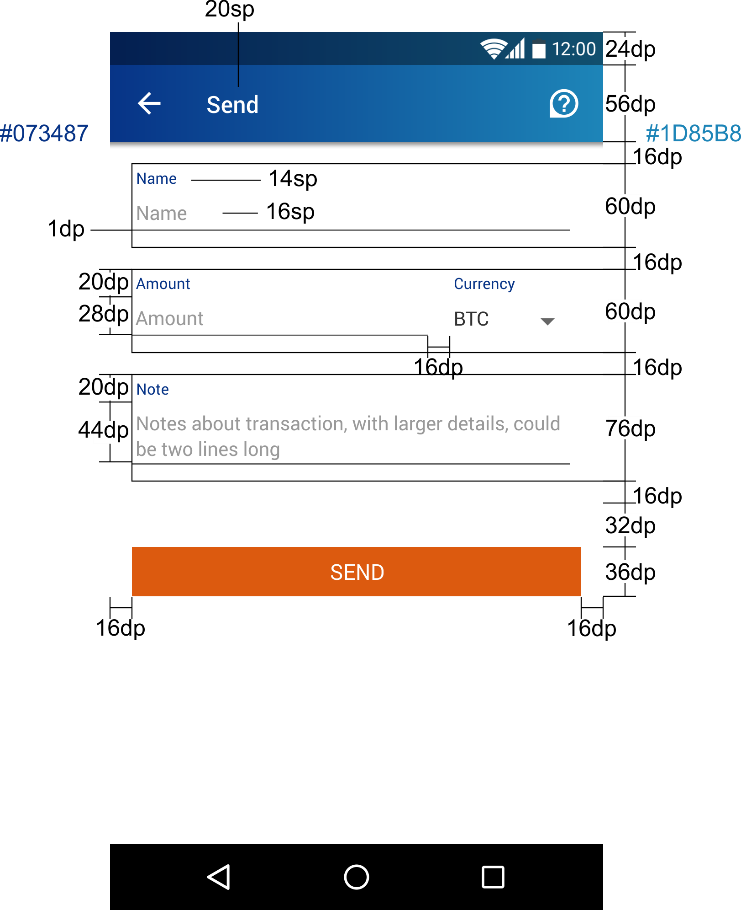 20sp
12:00
24dp
Send
56dp
#073487
#1D85B8
16dp
Name
14sp
Name
16sp
60dp
1dp
16dp
20dp
Amount
Currency
28dp
Amount
BTC
60dp
16dp
16dp
20dp
Note
44dp
Notes about transaction, with larger details, could
be two lines long
76dp
16dp
32dp
SEND
36dp
16dp
16dp